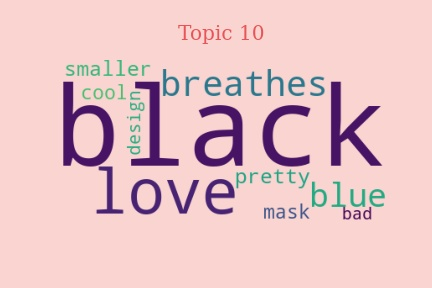 Topic 10
smaller
breathes
cool
design
black
love
pretty
blue
mask
bad